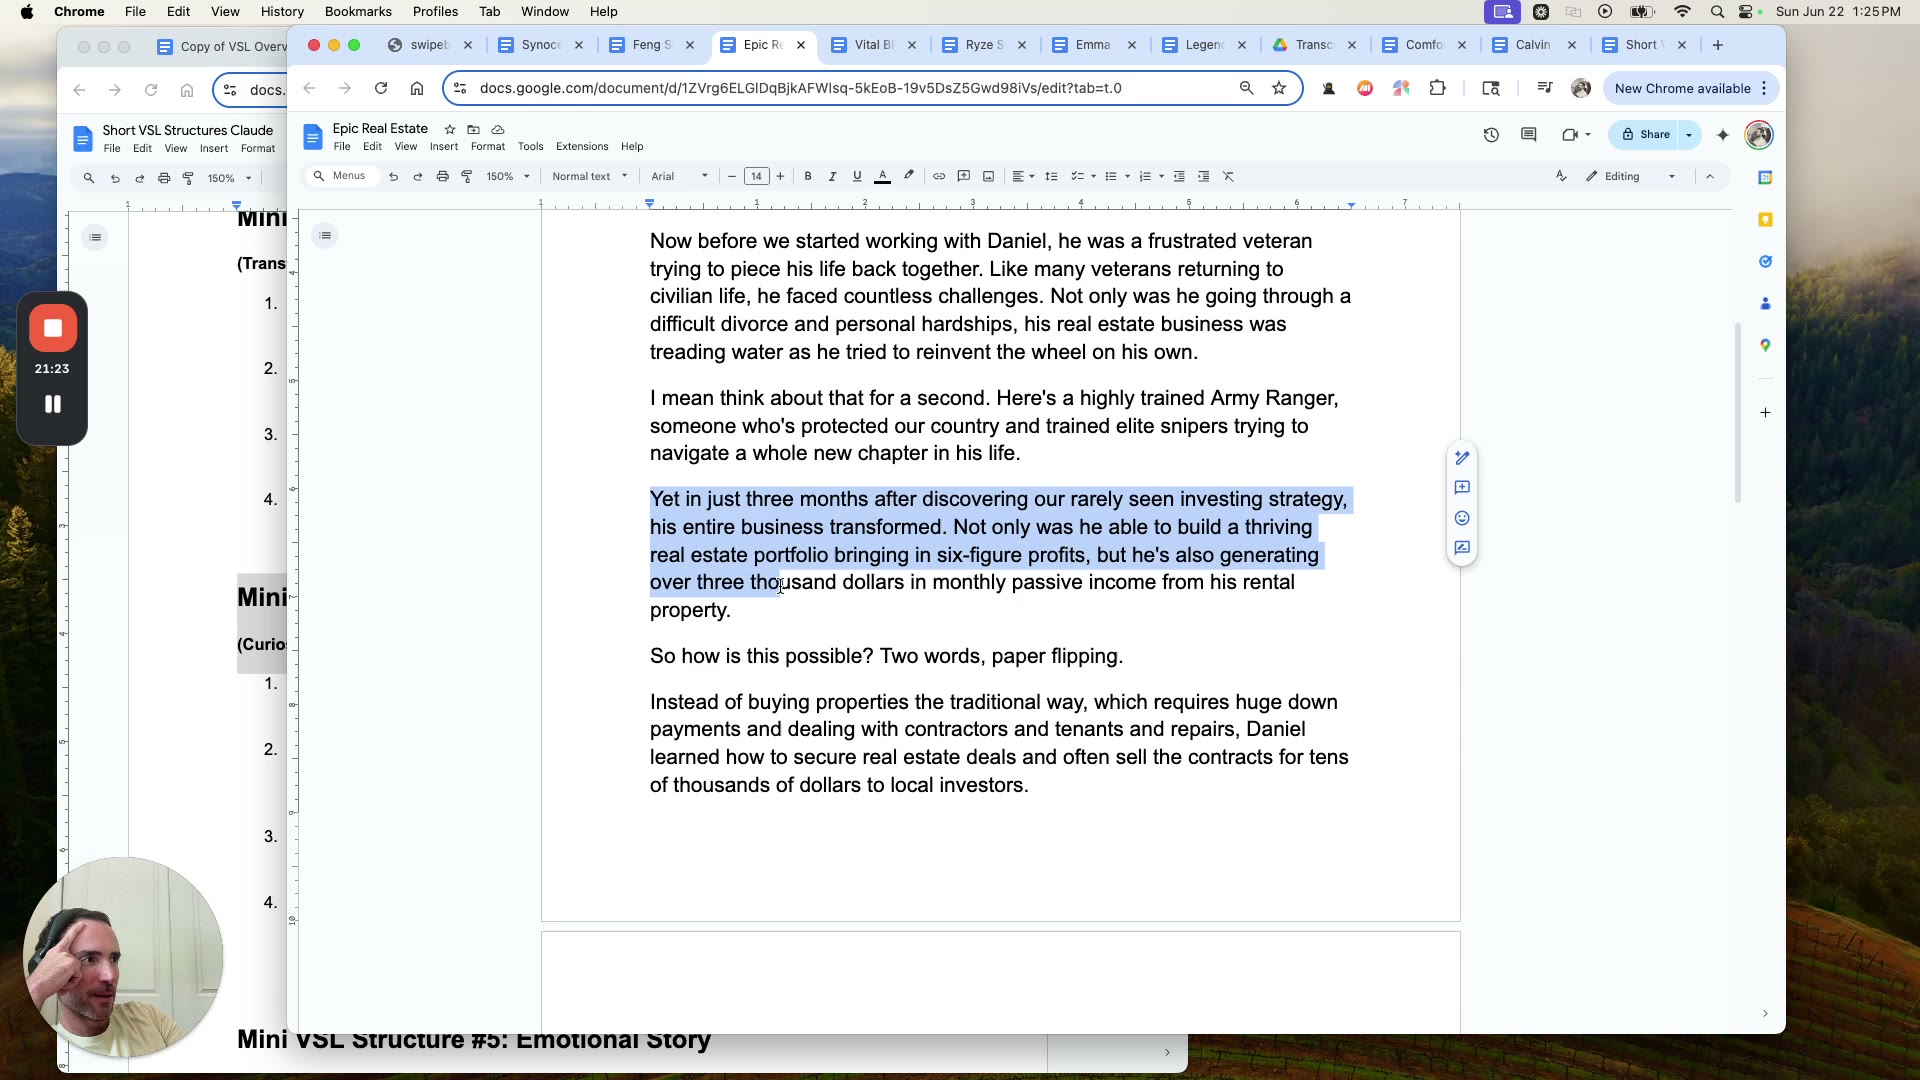 Chrome File Edit View History Bookmarks Profiles Tab Window Help
Sun Jun 22 1:25 PM
Copy of VSL Overv
swipeb
Synoce
Feng S
Epic Re
Vital Bi
Ryze S
Emma
Legen
Transc
Comfo
Calvin
Short V
docs.
docs.google.com/document/d/1ZVrg6ELGlDqBjkAFWlsq-5kEoB-19v5DsZ5Gwd98iVs/edit?tab=t.0
New Chrome available
Short VSL Structures Claude
File Edit View Insert Format
150%
Epic Real Estate
File Edit View Insert Format Tools Extensions Help
Share
Menus
150%
Normal text
Arial
14
Editing
21:23
Mini
(Trans
1.
2.
3.
4.
Mini
(Curio
1.
2.
3.
4.
Mini VSL Structure #5: Emotional Story
Now before we started working with Daniel, he was a frustrated veteran
trying to piece his life back together. Like many veterans returning to
civilian life, he faced countless challenges. Not only was he going through a
difficult divorce and personal hardships, his real estate business was
treading water as he tried to reinvent the wheel on his own.
I mean think about that for a second. Here's a highly trained Army Ranger,
someone who's protected our country and trained elite snipers trying to
navigate a whole new chapter in his life.
Yet in just three months after discovering our rarely seen investing strategy,
his entire business transformed. Not only was he able to build a thriving
real estate portfolio bringing in six-figure profits, but he's also generating
over three thousand dollars in monthly passive income from his rental
property.
So how is this possible? Two words, paper flipping.
Instead of buying properties the traditional way, which requires huge down
payments and dealing with contractors and tenants and repairs, Daniel
learned how to secure real estate deals and often sell the contracts for tens
of thousands of dollars to local investors.